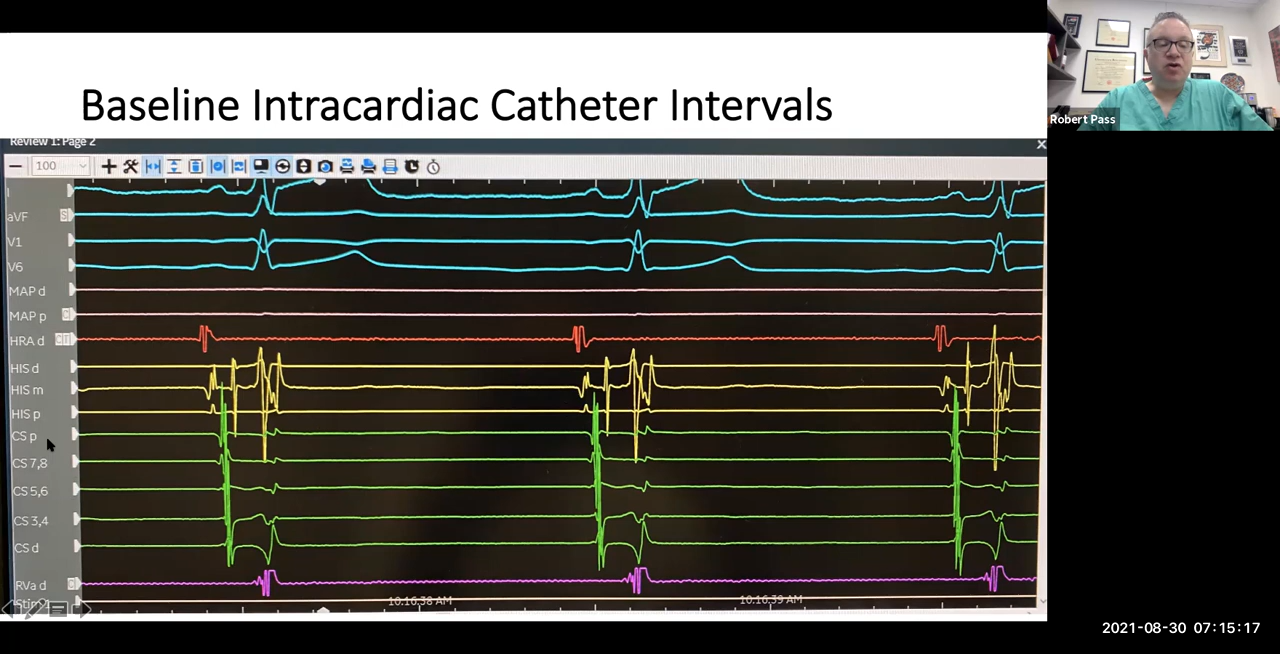 Baseline Intracardiac Catheter Intervals
Robert Pass
Review 1: Page 2
100
I
aVF
V1
V6
MAP d
MAP p
HRA d
HIS d
HIS m
HIS p
CS p
CS 7,8
CS 5,6
CS 3,4
CS d
RVa d
Stim
10:16:38 AM
10:16:39 AM
2021-08-30 07:15:17